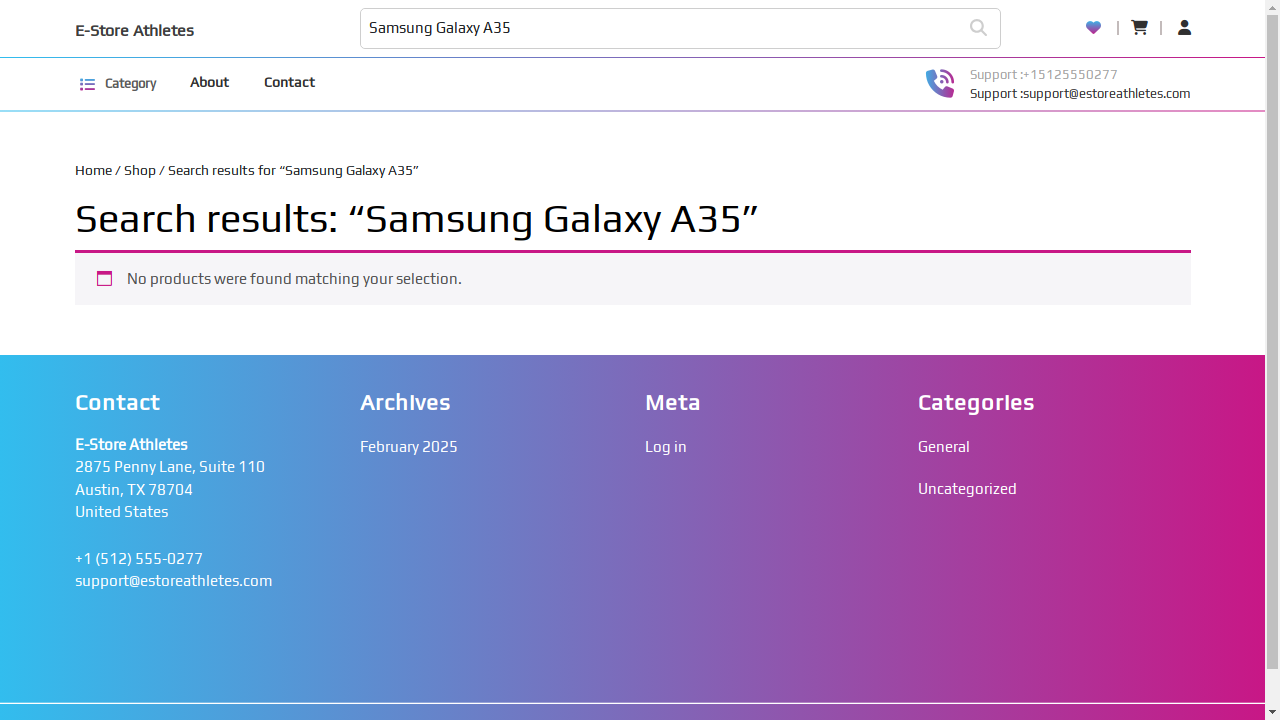 E-Store Athletes
Samsung Galaxy A35
Category
About
Contact
Support :+15125550277
Support :support@estoreathletes.com
Home / Shop / Search results for “Samsung Galaxy A35”
Search results: “Samsung Galaxy A35”
No products were found matching your selection.
Contact
E-Store Athletes
2875 Penny Lane, Suite 110
Austin, TX 78704
United States
+1 (512) 555-0277
support@estoreathletes.com
Archives
February 2025
Meta
Log in
Categories
General
Uncategorized